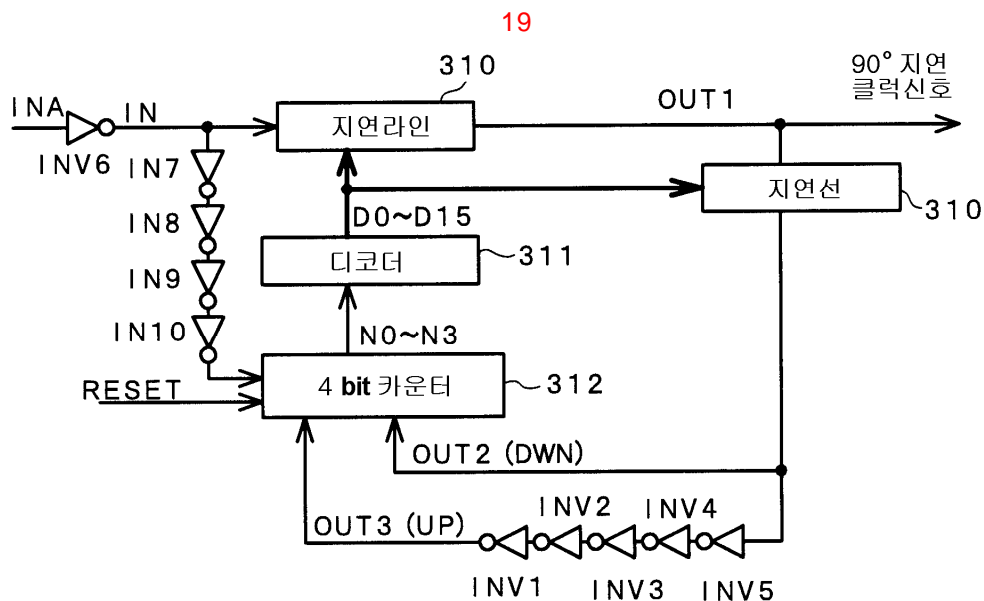 19
310
90° 지연
클럭신호
OUT1
INA
IN
지연라인
INV6
IN7
지연선
310
D0~D15
IN8
디코더
311
IN9
IN10
N0~N3
4 bit 카운터
312
RESET
OUT2 (DWN)
INV2
INV4
OUT3 (UP)
INV1
INV3
INV5